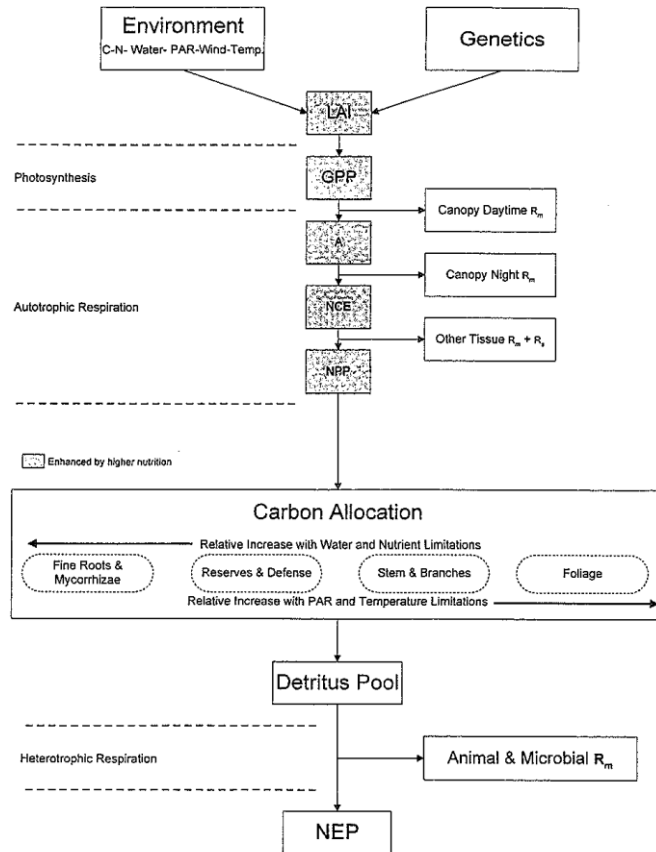 Environment
C-N- Water- PAR-Wind-Temp.
Genetics
LAI
Photosynthesis
GPP
Canopy Daytime Rm
A
Canopy Night Rm
Autotrophic Respiration
NCE
Other Tissue Rm + Rg
NPP
Enhanced by higher nutrition
Carbon Allocation
Relative Increase with Water and Nutrient Limitations
Fine Roots &
Mycorrhizae
Reserves & Defense
Stem & Branches
Foliage
Relative Increase with PAR and Temperature Limitations
Detritus Pool
Heterotrophic Respiration
Animal & Microbial Rm
NEP